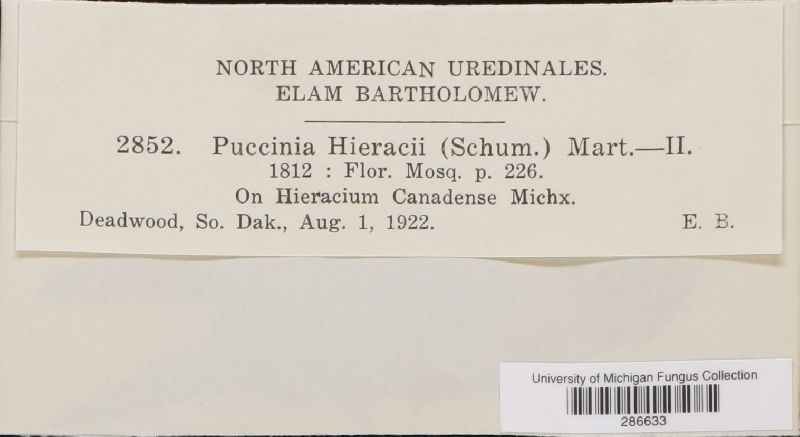 NORTH AMERICAN UREDINALES.
ELAM BARTHOLOMEW.
2852. Puccinia Hieracii (Schum.) Mart.—II.
1812 : Flor. Mosq. p. 226.
On Hieracium Canadense Michx.
Deadwood, So. Dak., Aug. 1, 1922. E. B.
University of Michigan Fungus Collection
286633